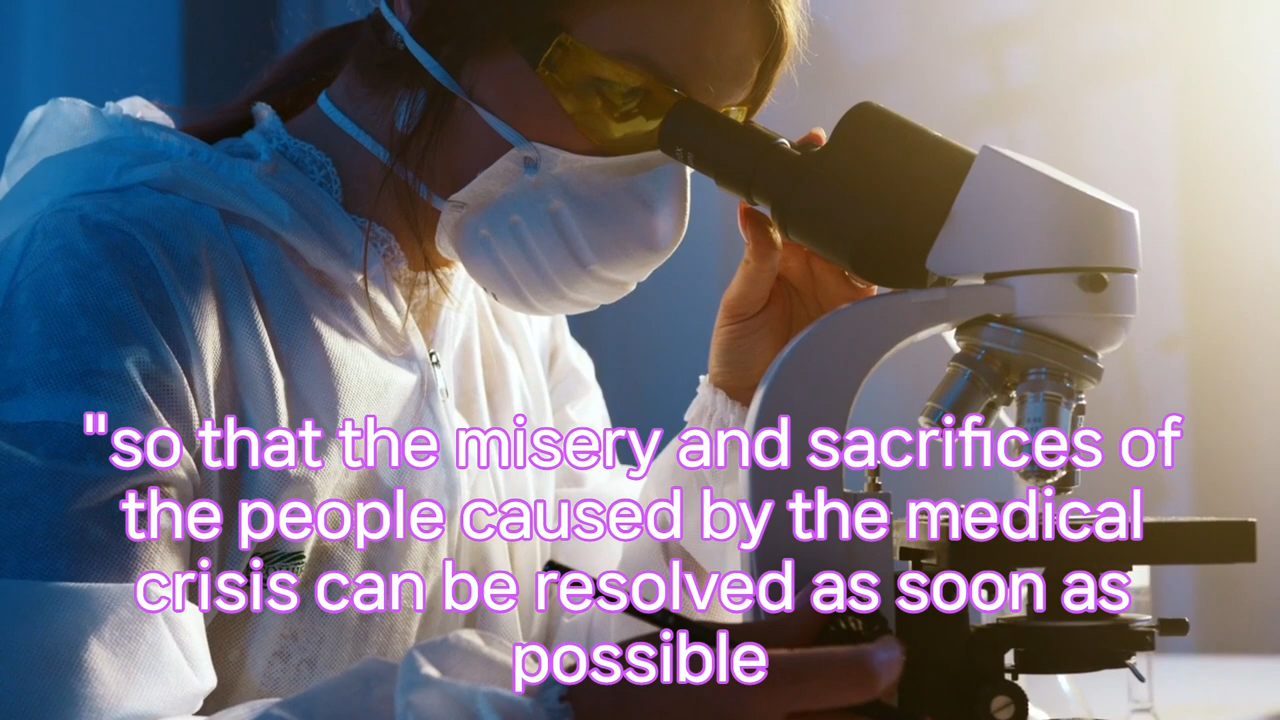 "so that the misery and sacrifices of
the people caused by the medical
crisis can be resolved as soon as
possible